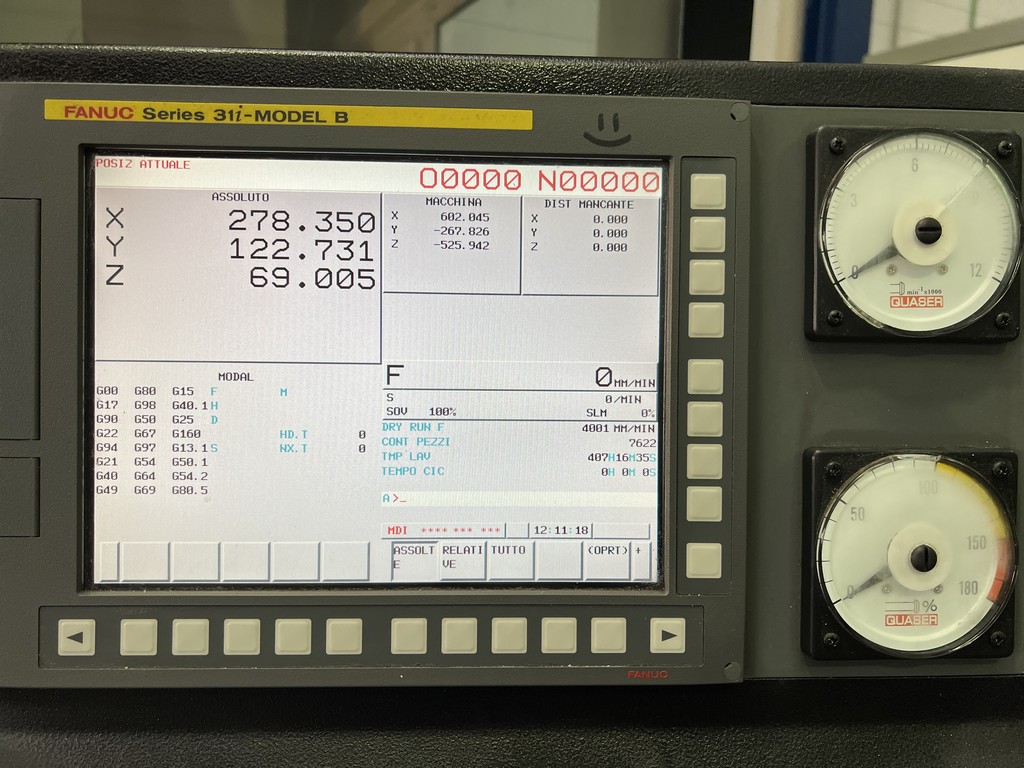 FANUC Series 31i-MODEL B
POSIZ ATTUALE
O0000 N00000
ASSOLUTO
X 278.350
Y 122.731
Z 69.005
MACCHINA
X 602.045
Y -267.826
Z -525.942
DIST MANCANTE
X 0.000
Y 0.000
Z 0.000
MODAL
G00 G80 G15 F M
G17 G98 G40.1 H
G90 G50 G25 D
G22 G67 G160 HD.T 0
G94 G97 G13.1 S NX.T 0
G21 G54 G50.1
G40 G64 G54.2
G49 G69 G80.5
F 0 MM/MIN
S 0/MIN
SOV 100% SLM 0%
DRY RUN F 4001 MM/MIN
CONT PEZZI 7622
TMP LAV 407H16M35S
TEMPO CIC 0H 0M 0S
A>_
MDI **** *** *** 12:11:18
ASSOLTE RELATIVE TUTTO (OPRT) +
FANUC
0 3 6 9 12
min⁻¹ x1000
QUASER
0 50 100 150 180
%
QUASER